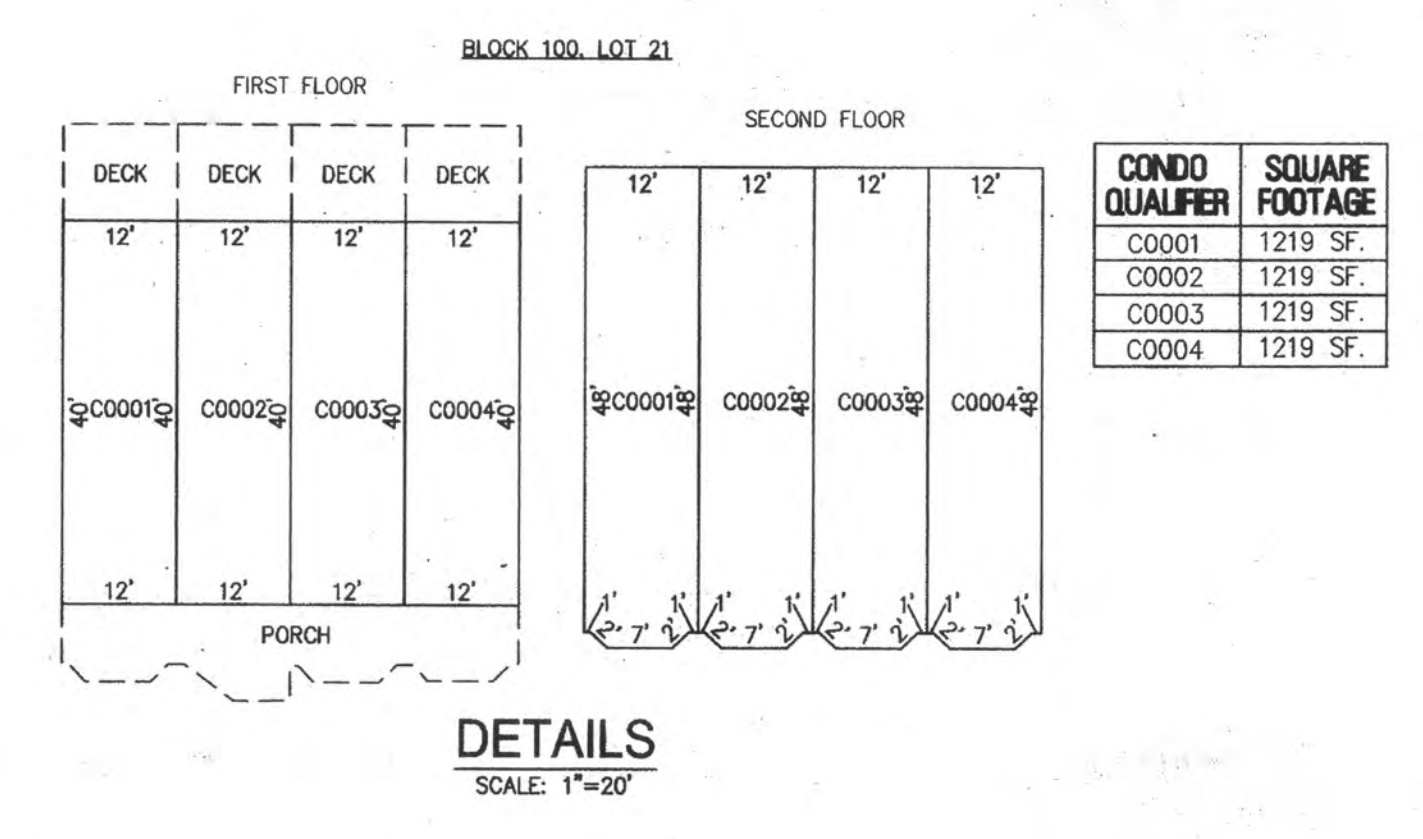 BLOCK 100, LOT 21
FIRST FLOOR
DECK DECK DECK DECK
12' 12' 12' 12'
40' C0001 40' C0002 40' C0003 40' C0004 40'
12' 12' 12' 12'
PORCH
SECOND FLOOR
12' 12' 12' 12'
48' C0001 48' C0002 48' C0003 48' C0004 48'
1' 1' 1' 1' 1' 1' 1' 1'
2' 7' 2' 2' 7' 2' 2' 7' 2' 2' 7' 2'
CONDO QUALIFIER SQUARE FOOTAGE
C0001 1219 SF.
C0002 1219 SF.
C0003 1219 SF.
C0004 1219 SF.
DETAILS
SCALE: 1"=20'